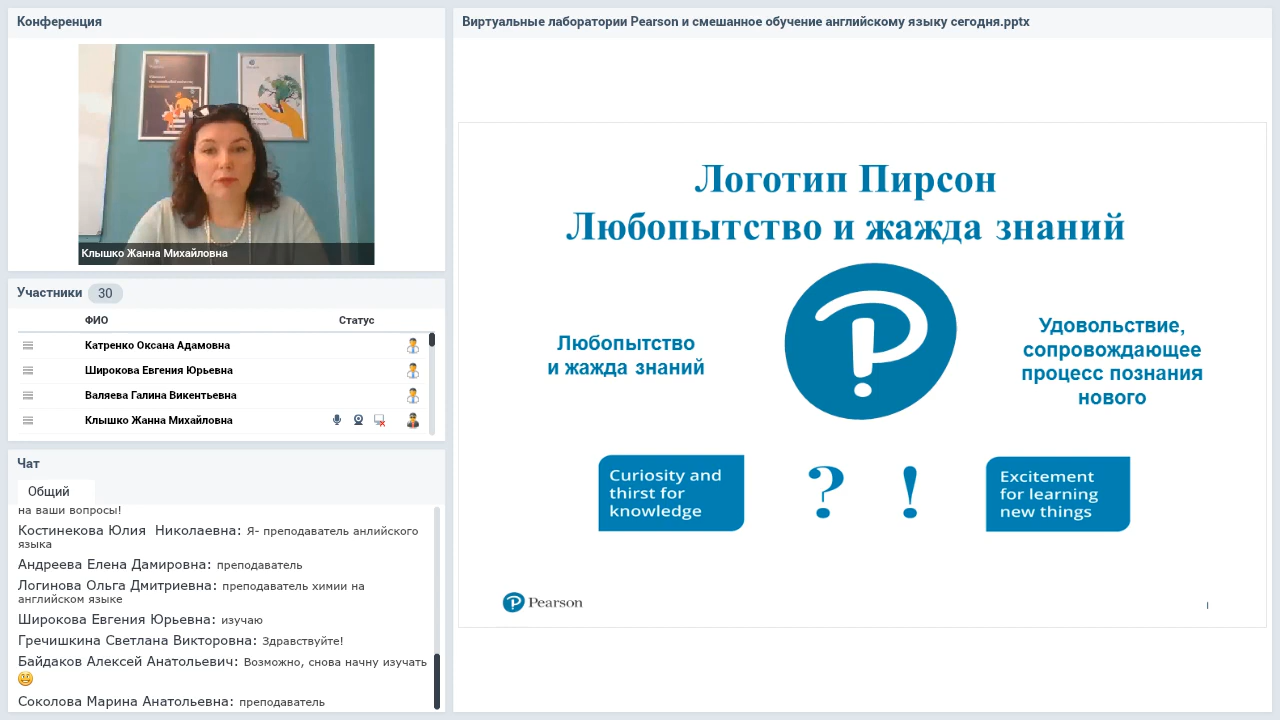 Конференция
Клышко Жанна Михайловна
Участники 30
ФИО Статус
Катренко Оксана Адамовна
Широкова Евгения Юрьевна
Валяева Галина Викентьевна
Клышко Жанна Михайловна
Чат
Общий
на ваши вопросы!
Костинекова Юлия Николаевна: Я- преподаватель анлийского
языка
Андреева Елена Дамировна: преподаватель
Логинова Ольга Дмитриевна: преподаватель химии на
английском языке
Широкова Евгения Юрьевна: изучаю
Гречишкина Светлана Викторовна: Здравствуйте!
Байдаков Алексей Анатольевич: Возможно, снова начну изучать
Соколова Марина Анатольевна: преподаватель
Виртуальные лаборатории Pearson и смешанное обучение английскому языку сегодня.pptx
Логотип Пирсон
Любопытство и жажда знаний
Любопытство
и жажда знаний
Удовольствие,
сопровождающее
процесс познания
нового
Curiosity and
thirst for
knowledge
? !
Excitement
for learning
new things
Pearson